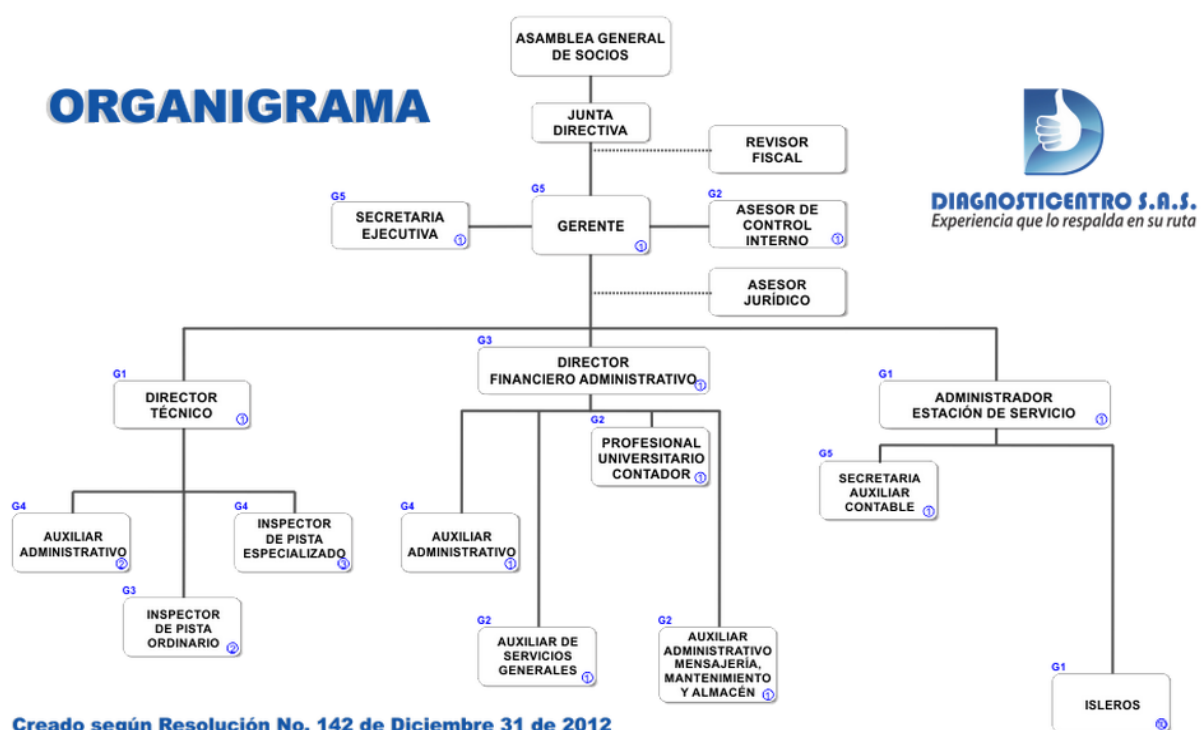 ORGANIGRAMA
ASAMBLEA GENERAL
DE SOCIOS
JUNTA
DIRECTIVA
REVISOR
FISCAL
DIAGNOSTICENTRO S.A.S.
Experiencia que lo respalda en su ruta
G5
SECRETARIA
EJECUTIVA
1
G5
GERENTE
1
G2
ASESOR DE
CONTROL
INTERNO
1
ASESOR
JURÍDICO
G1
DIRECTOR
TÉCNICO
1
G3
DIRECTOR
FINANCIERO ADMINISTRATIVO
1
G1
ADMINISTRADOR
ESTACIÓN DE SERVICIO
1
G4
AUXILIAR
ADMINISTRATIVO
2
G4
INSPECTOR
DE PISTA
ESPECIALIZADO
3
G3
INSPECTOR
DE PISTA
ORDINARIO
2
G4
AUXILIAR
ADMINISTRATIVO
1
G2
PROFESIONAL
UNIVERSITARIO
CONTADOR
1
G2
AUXILIAR DE
SERVICIOS
GENERALES
1
G2
AUXILIAR
ADMINISTRATIVO
MENSAJERÍA,
MANTENIMIENTO
Y ALMACÉN
1
G5
SECRETARIA
AUXILIAR
CONTABLE
1
G1
ISLEROS
Creado según Resolución No. 142 de Diciembre 31 de 2012